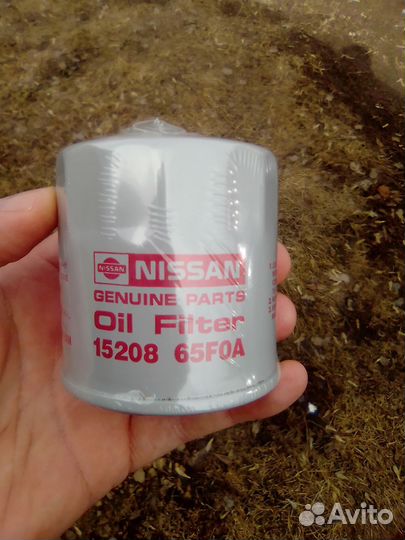 NISSAN NISSAN
GENUINE PARTS
Oil Filter
15208 65F0A
Avito